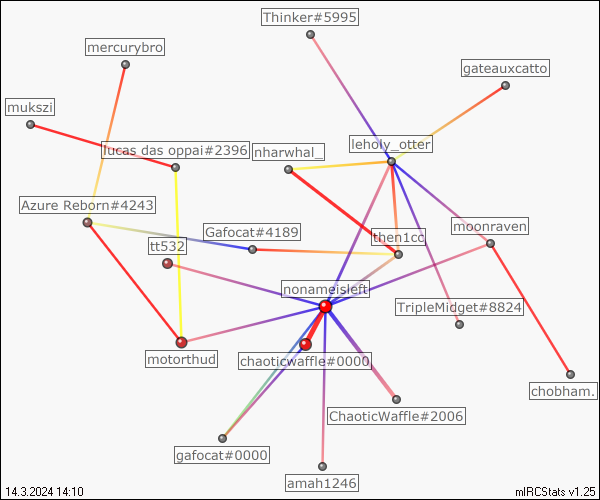 Thinker#5995
mercurybro
gateauxcatto
mukszi
leholy_otter
lucas das oppai#2396
nharwhal_
Azure Reborn#4243
moonraven
Gafocat#4189
then1co
tt532
nonameisleft
TripleMidget#8824
motorthud
chaoticwaffle#0000
chobham.
ChaoticWaffle#2006
gafocat#0000
amah1246
14.3.2024 14:10
mIRCStats v1.25